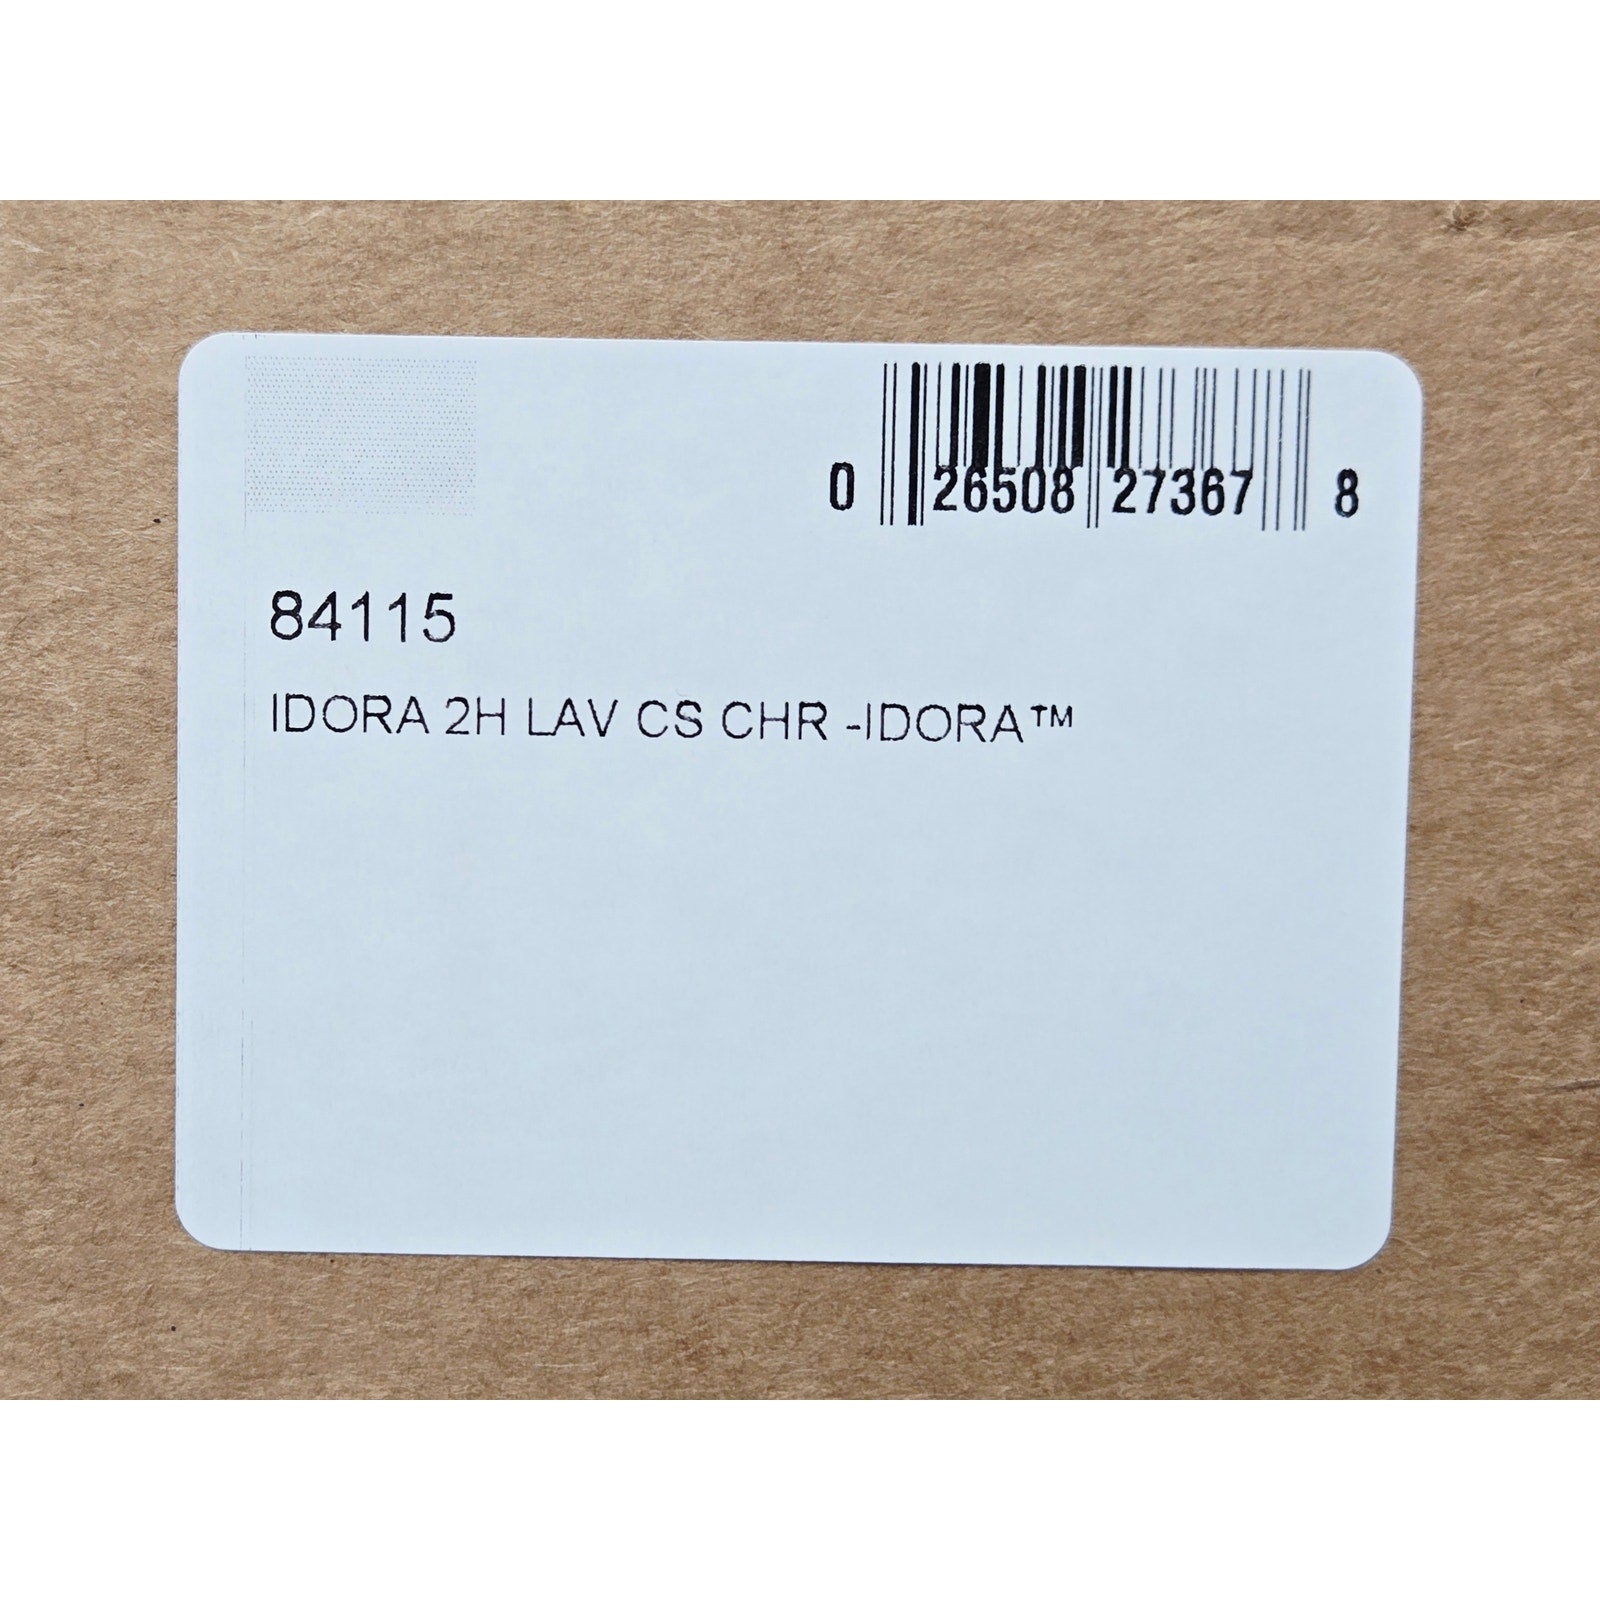 0 26508 27367 8
84115
IDORA 2H LAV CS CHR -IDORA™